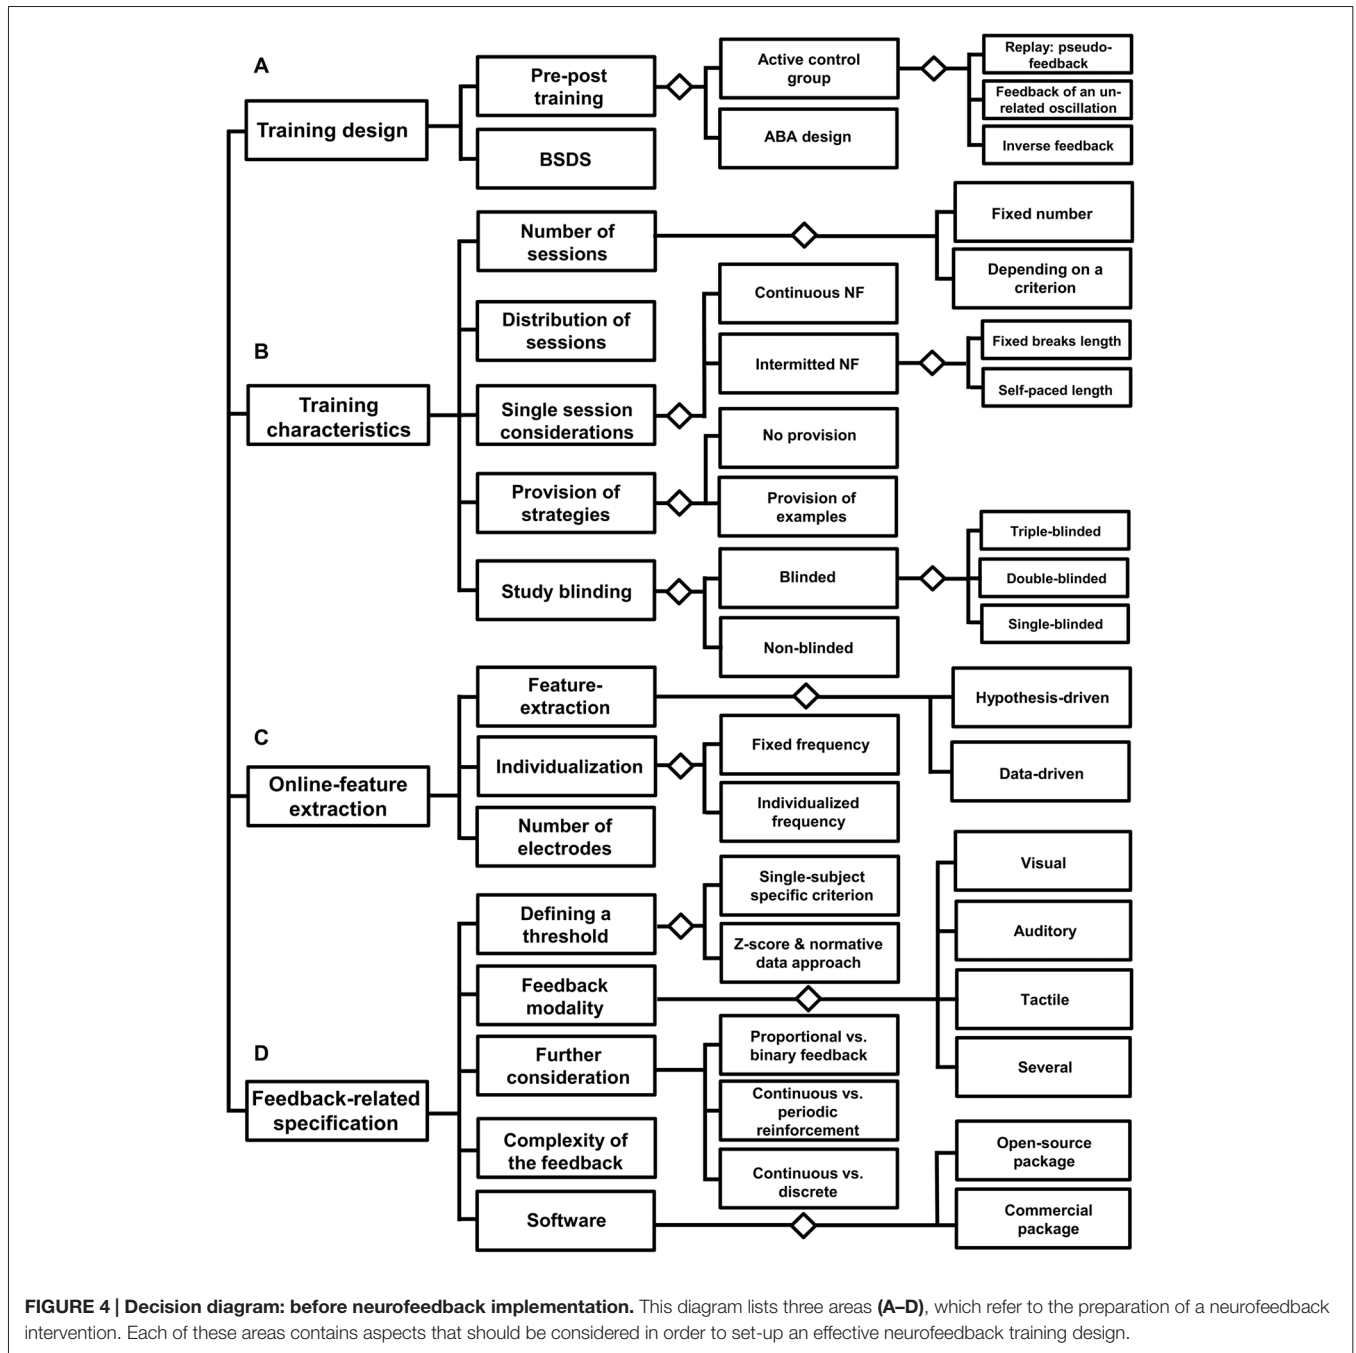 A
Training design
Pre-post
training
BSDS
Active control
group
ABA design
Replay: pseudo-
feedback
Feedback of an un-
related oscillation
Inverse feedback
B
Training
characteristics
Number of
sessions
Fixed number
Depending on a
criterion
Distribution of
sessions
Single session
considerations
Continuous NF
Intermitted NF
Fixed breaks length
Self-paced length
Provision of
strategies
No provision
Provision of
examples
Study blinding
Blinded
Non-blinded
Triple-blinded
Double-blinded
Single-blinded
C
Online-feature
extraction
Feature-
extraction
Hypothesis-driven
Data-driven
Individualization
Fixed frequency
Individualized
frequency
Number of
electrodes
D
Feedback-related
specification
Defining a
threshold
Single-subject
specific criterion
Z-score & normative
data approach
Feedback
modality
Visual
Auditory
Tactile
Several
Further
consideration
Proportional vs.
binary feedback
Continuous vs.
periodic
reinforcement
Continuous vs.
discrete
Complexity of
the feedback
Software
Open-source
package
Commercial
package
FIGURE 4 | Decision diagram: before neurofeedback implementation. This diagram lists three areas (A–D), which refer to the preparation of a neurofeedback
intervention. Each of these areas contains aspects that should be considered in order to set-up an effective neurofeedback training design.